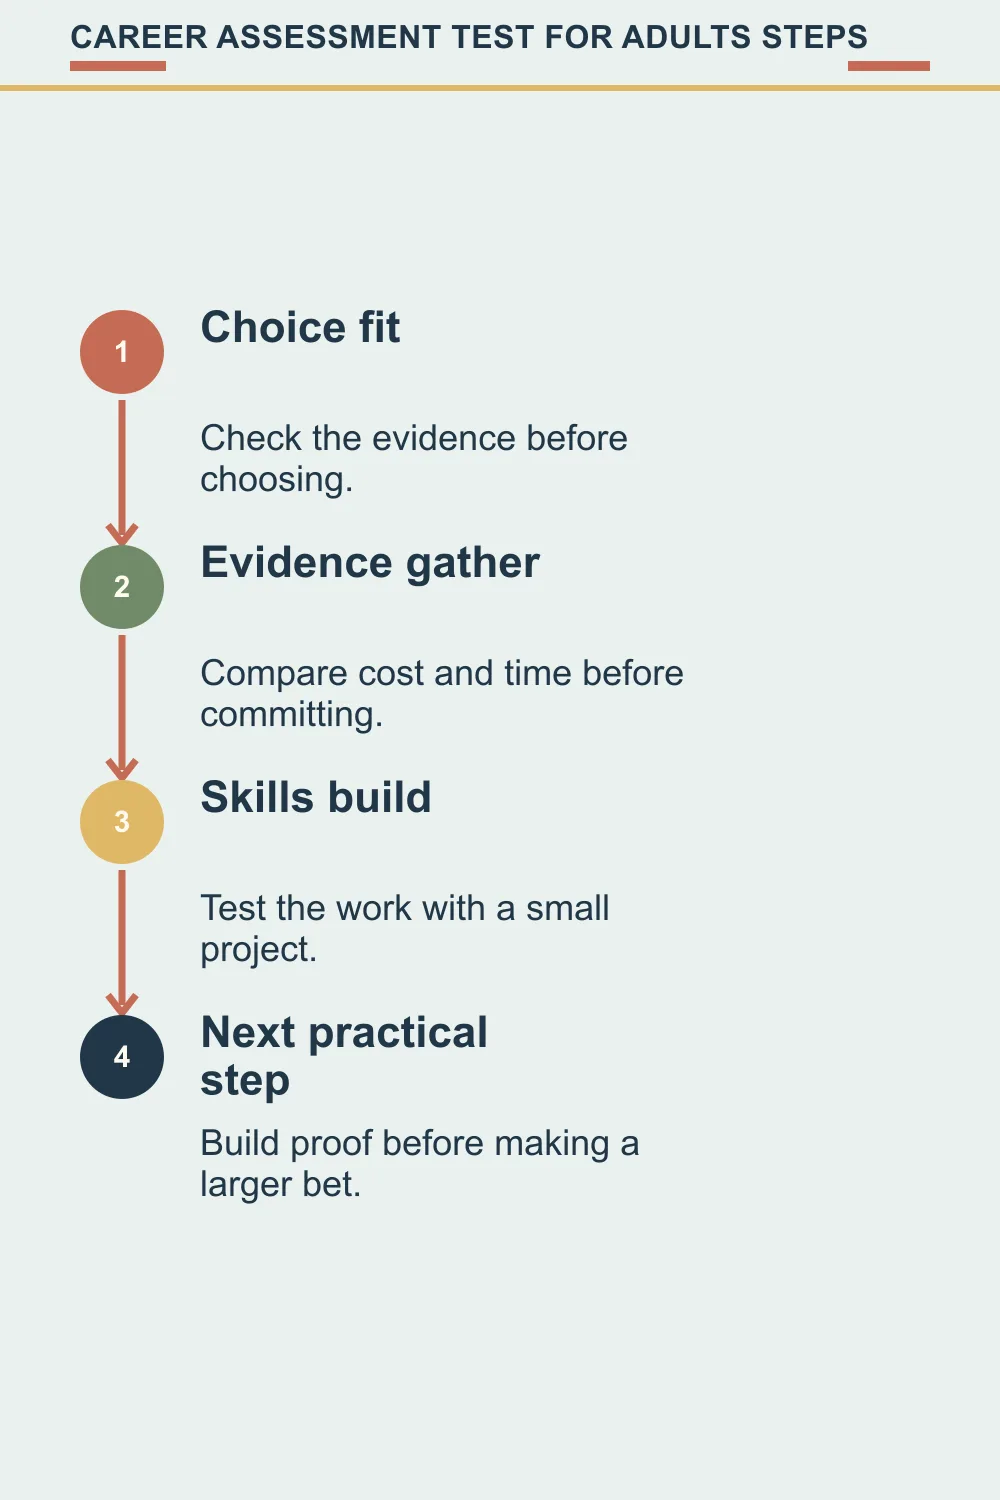 CAREER ASSESSMENT TEST FOR ADULTS STEPS
1
Choice fit
Check the evidence before
choosing.
2
Evidence gather
Compare cost and time before
committing.
3
Skills build
Test the work with a small
project.
4
Next practical
step
Build proof before making a
larger bet.